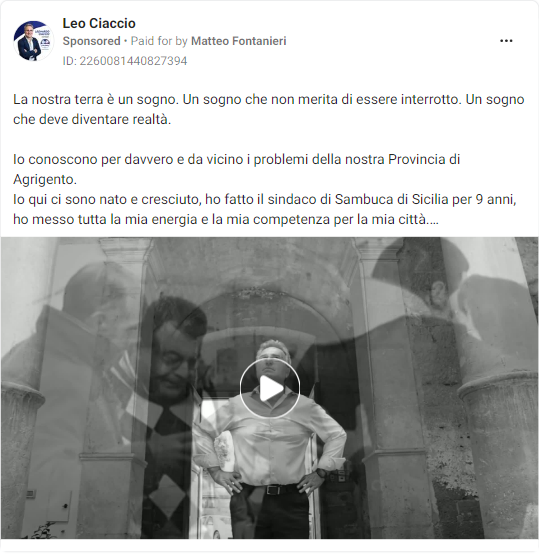 Leo Ciaccio
Sponsored • Paid for by Matteo Fontanieri
ID: 2260081440827394
La nostra terra è un sogno. Un sogno che non merita di essere interrotto. Un sogno
che deve diventare realtà.
Io conoscono per davvero e da vicino i problemi della nostra Provincia di
Agrigento.
Io qui ci sono nato e cresciuto, ho fatto il sindaco di Sambuca di Sicilia per 9 anni,
ho messo tutta la mia energia e la mia competenza per la mia città....